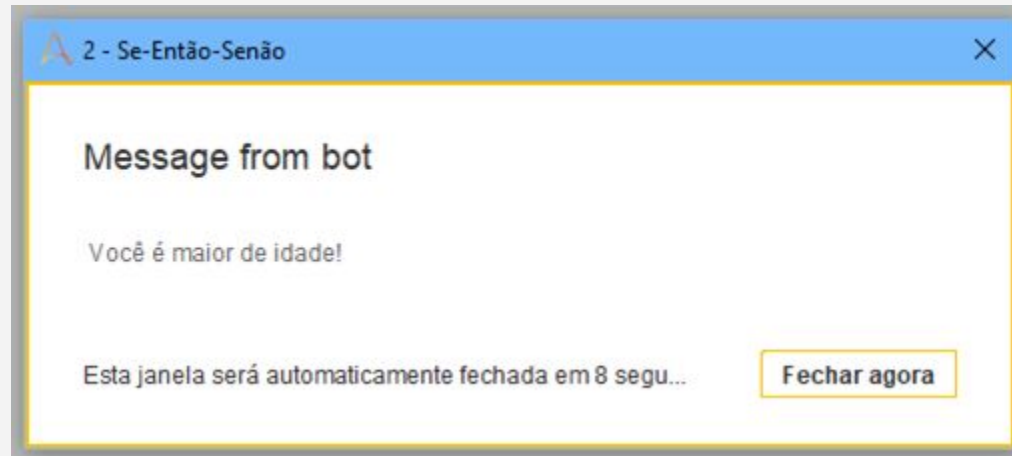 2 - Se-Então-Senão
Message from bot
Você é maior de idade!
Esta janela será automaticamente fechada em 8 segu...
Fechar agora